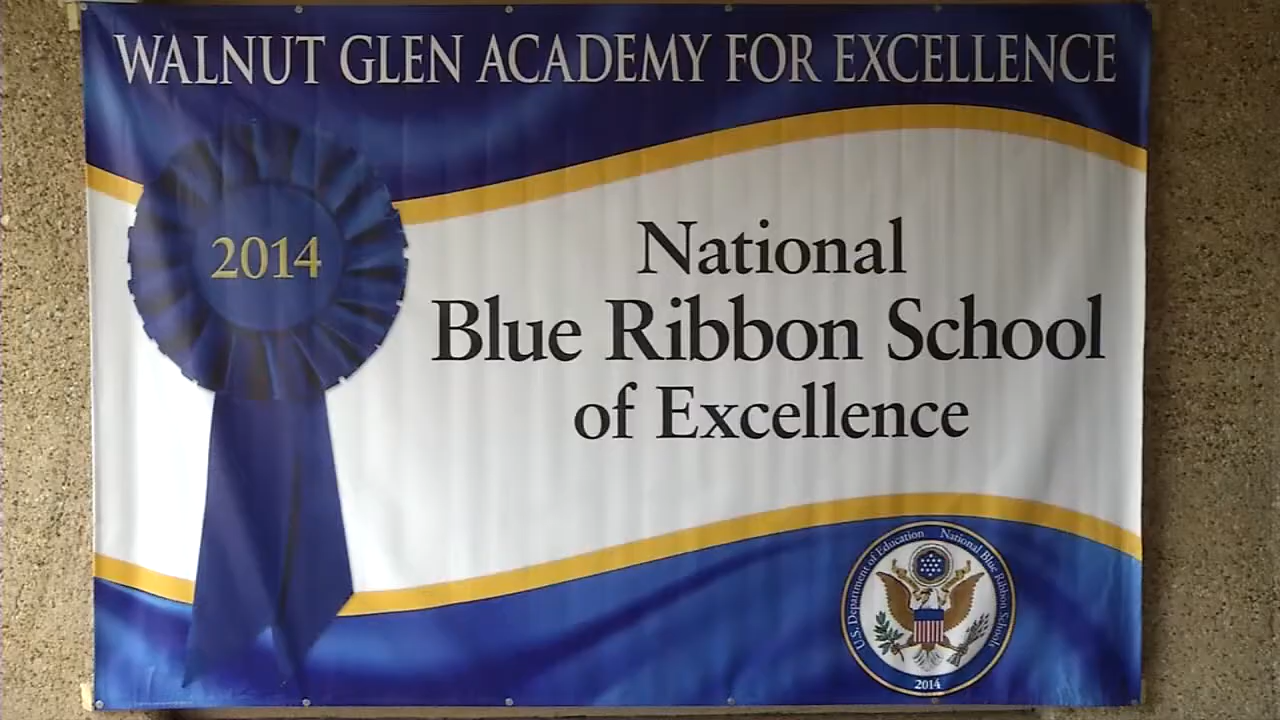 WALNUT GLEN ACADEMY FOR EXCELLENCE
2014
National
Blue Ribbon School
of Excellence
U.S. Department of Education National Blue Ribbon Schools
2014